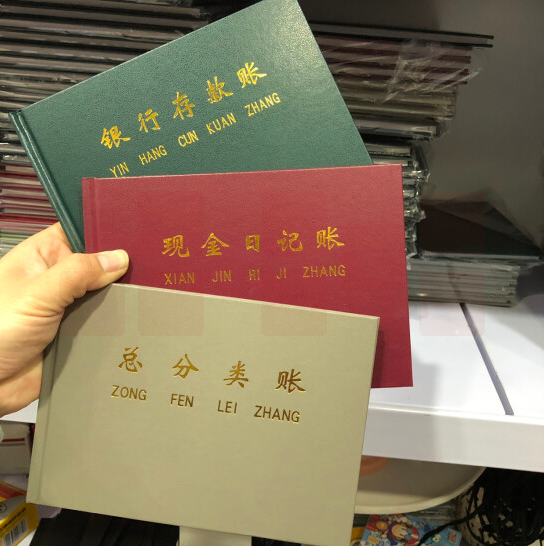 银行存款账
YIN HANG CUN KUAN ZHANG
现金日记账
XIAN JIN RI JI ZHANG
总分类账
ZONG FEN LEI ZHANG